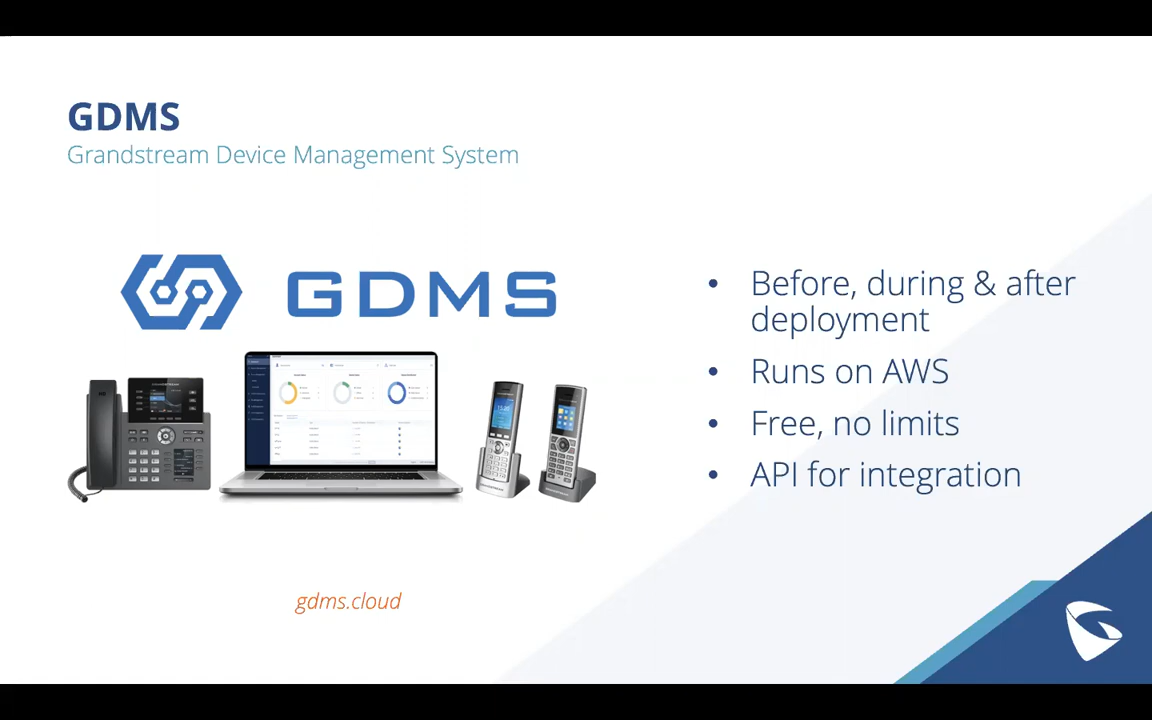 GDMS
Grandstream Device Management System
GDMS
• Before, during & after
deployment
• Runs on AWS
• Free, no limits
• API for integration
gdms.cloud